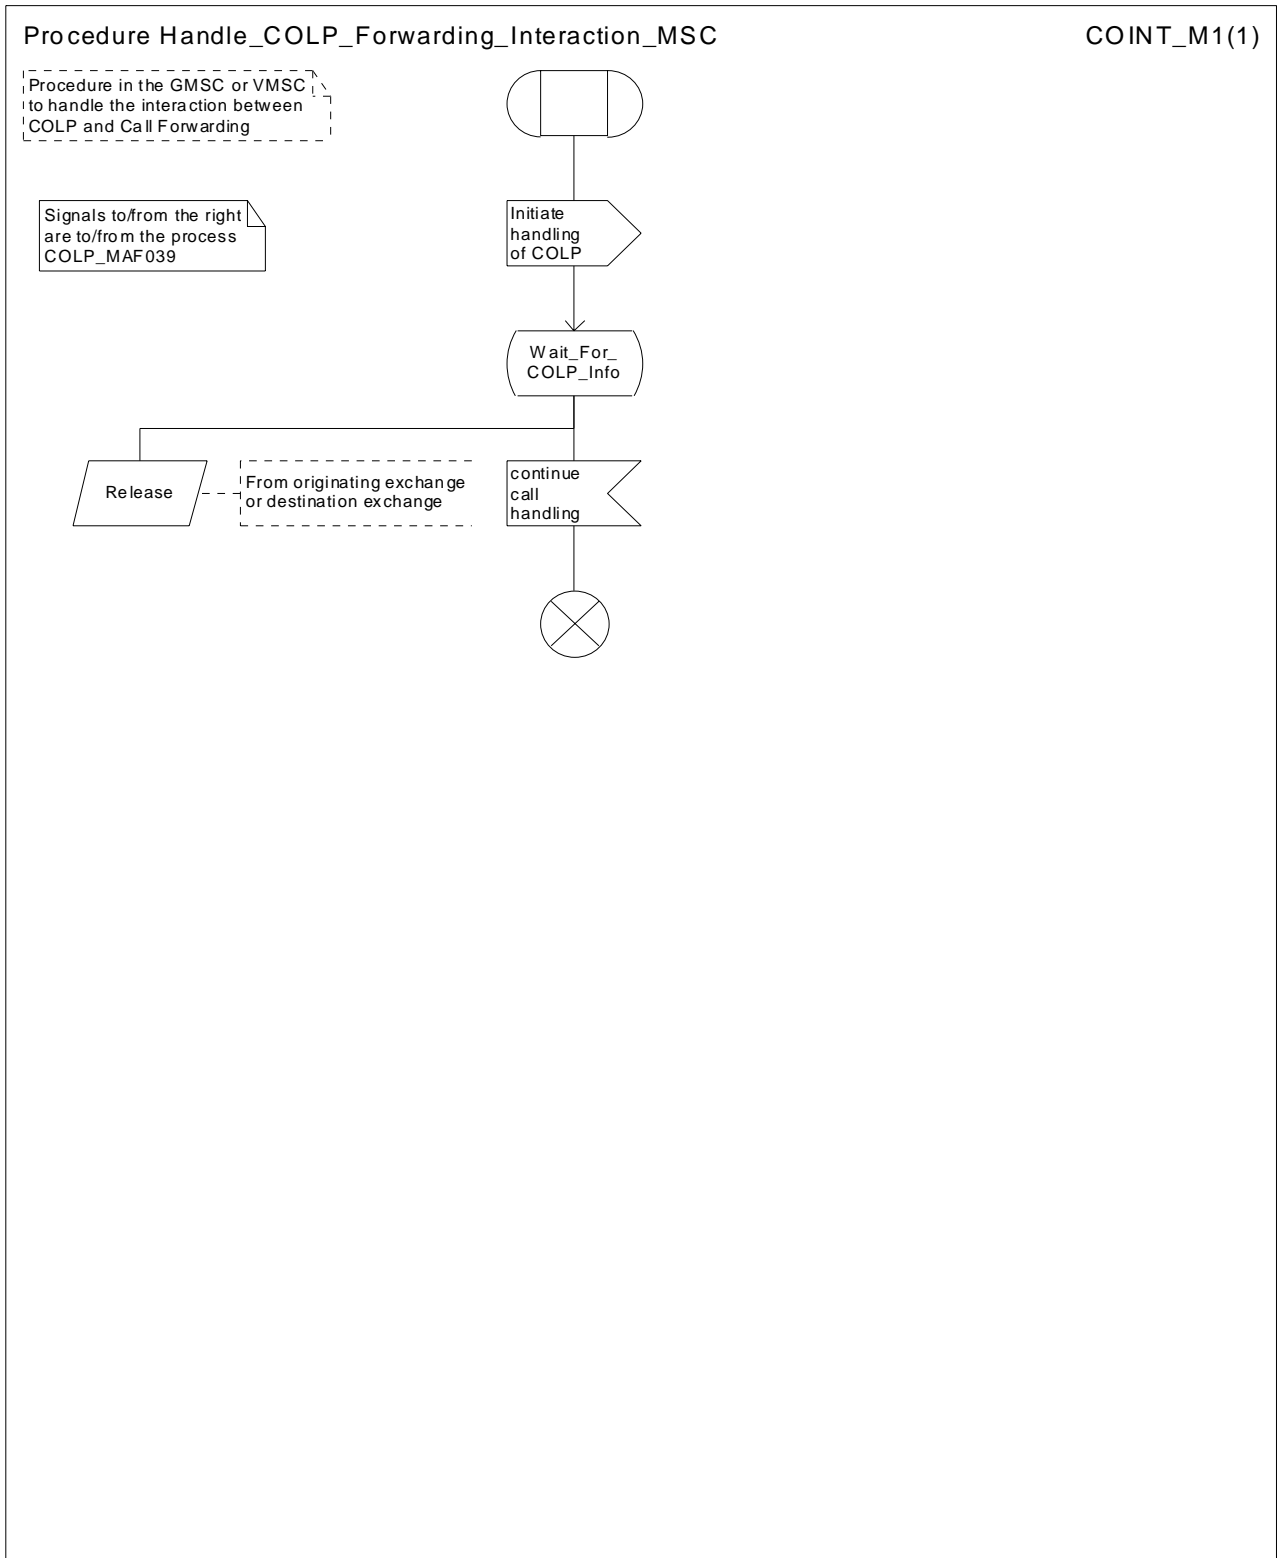 Procedure Handle_COLP_Forwarding_Interaction_MSC
COINT_M1(1)
Procedure in the GMSC or VMSC
to handle the interaction between
COLP and Call Forwarding
Signals to/from the right
are to/from the process
COLP_MAF039
Initiate
handling
of COLP
Wait_For_
COLP_Info
Release
From originating exchange
or destination exchange
continue
call
handling